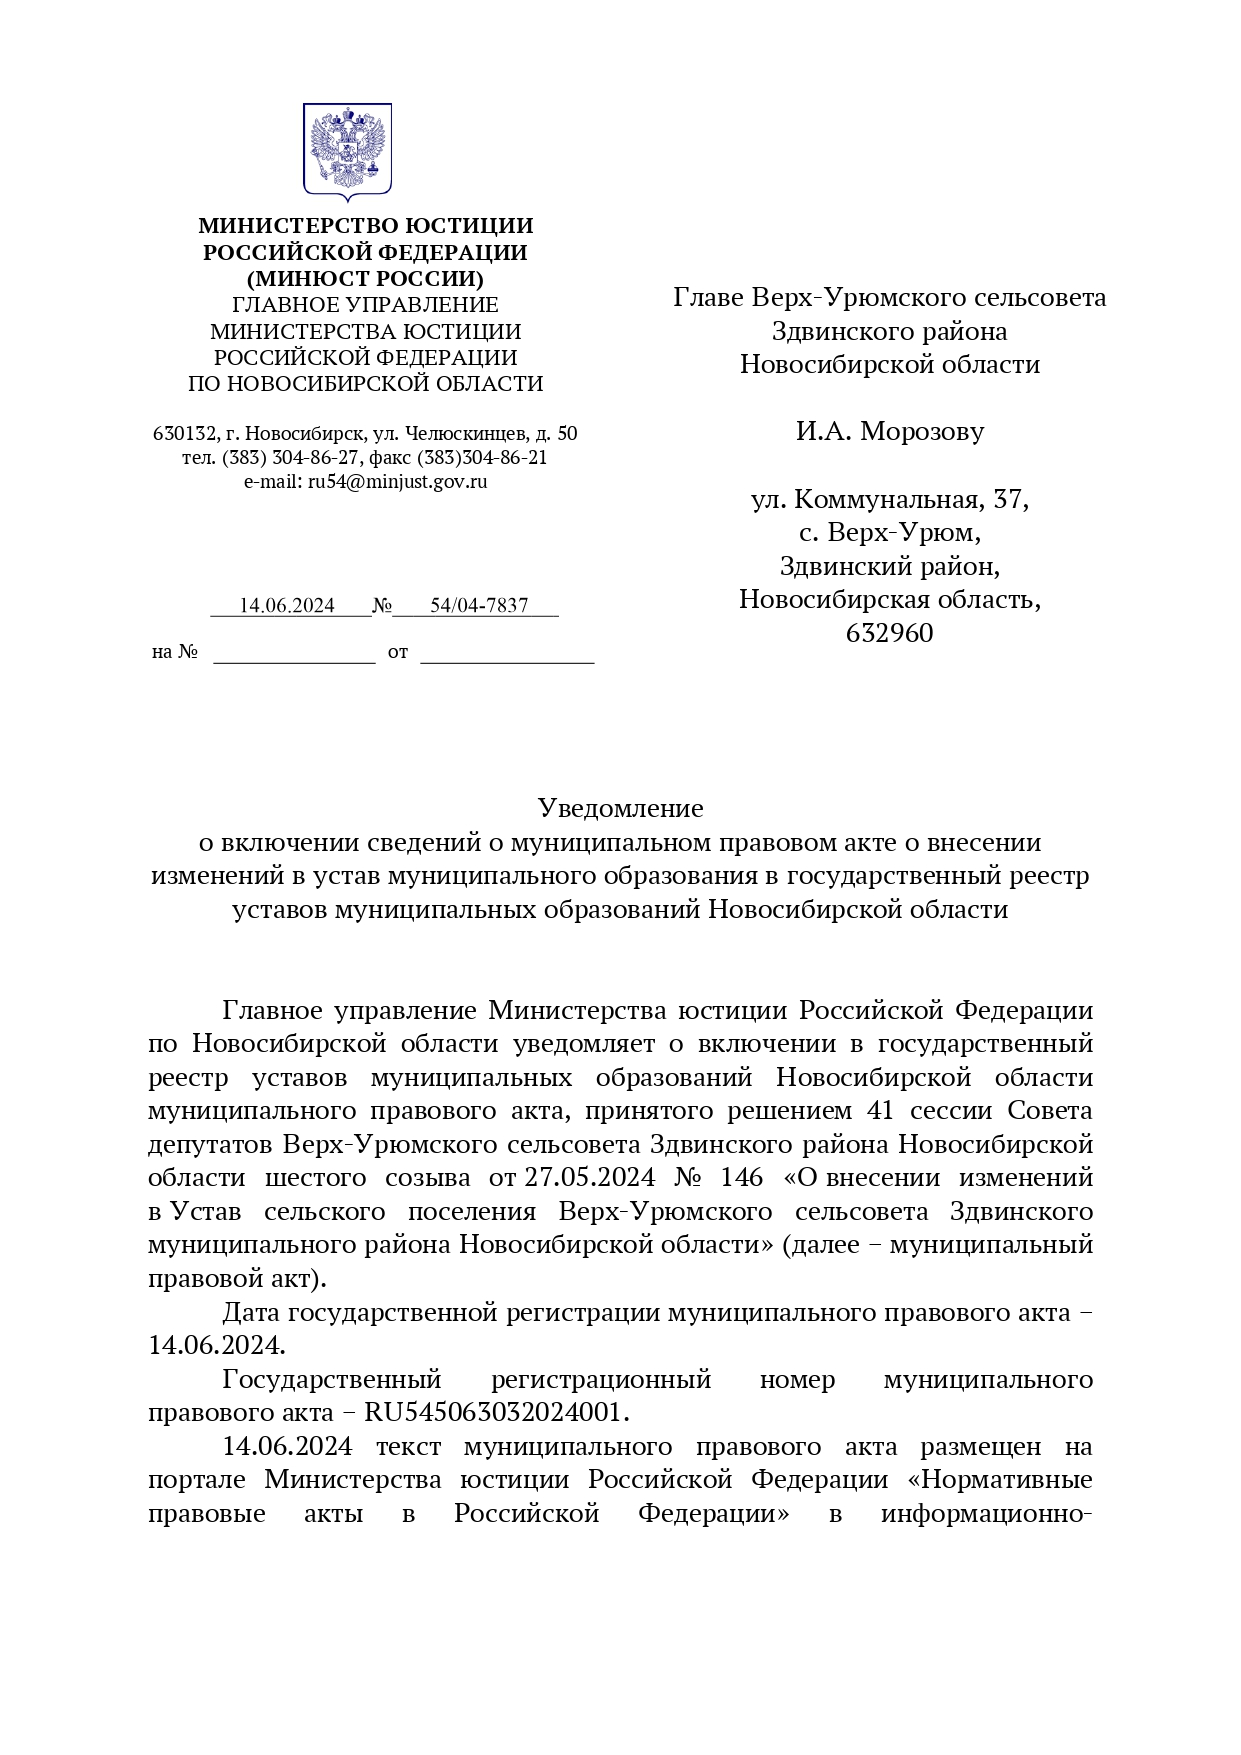 МИНИСТЕРСТВО ЮСТИЦИИ
РОССИЙСКОЙ ФЕДЕРАЦИИ
(МИНЮСТ РОССИИ)
ГЛАВНОЕ УПРАВЛЕНИЕ
МИНИСТЕРСТВА ЮСТИЦИИ
РОССИЙСКОЙ ФЕДЕРАЦИИ
ПО НОВОСИБИРСКОЙ ОБЛАСТИ
630132, г. Новосибирск, ул. Челюскинцев, д. 50
тел. (383) 304-86-27, факс (383)304-86-21
e-mail: ru54@minjust.gov.ru
14.06.2024 № 54/04-7837
на № от
Главе Верх-Урюмского сельсовета
Здвинского района
Новосибирской области
И.А. Морозову
ул. Коммунальная, 37,
с. Верх-Урюм,
Здвинский район,
Новосибирская область,
632960
Уведомление
о включении сведений о муниципальном правовом акте о внесении
изменений в устав муниципального образования в государственный реестр
уставов муниципальных образований Новосибирской области
Главное управление Министерства юстиции Российской Федерации
по Новосибирской области уведомляет о включении в государственный
реестр уставов муниципальных образований Новосибирской области
муниципального правового акта, принятого решением 41 сессии Совета
депутатов Верх-Урюмского сельсовета Здвинского района Новосибирской
области шестого созыва от 27.05.2024 № 146 «О внесении изменений
в Устав сельского поселения Верх-Урюмского сельсовета Здвинского
муниципального района Новосибирской области» (далее – муниципальный
правовой акт).
Дата государственной регистрации муниципального правового акта –
14.06.2024.
Государственный регистрационный номер муниципального
правового акта – RU545063032024001.
14.06.2024 текст муниципального правового акта размещен на
портале Министерства юстиции Российской Федерации «Нормативные
правовые акты в Российской Федерации» в информационно-